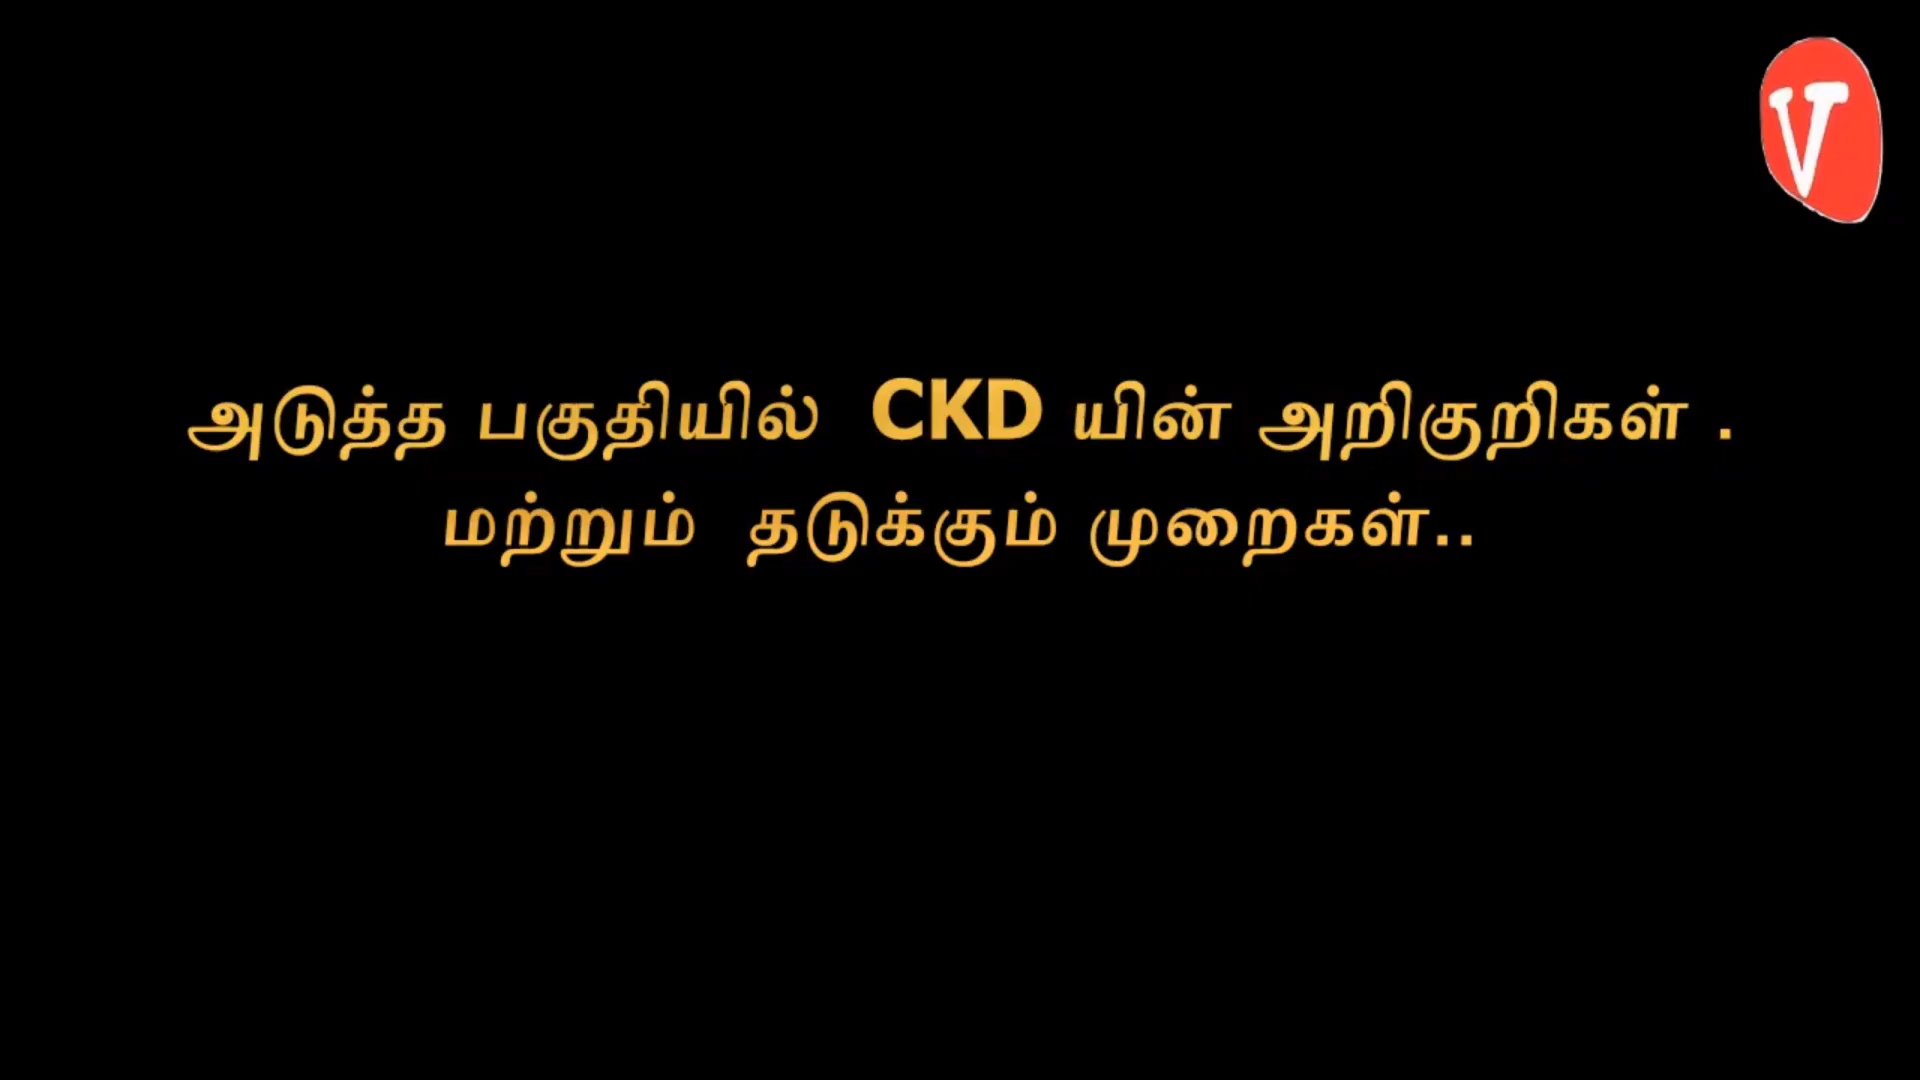 V
அடுத்த பகுதியில் CKD யின் அறிகுறிகள் .
மற்றும் தடுக்கும் முறைகள்..